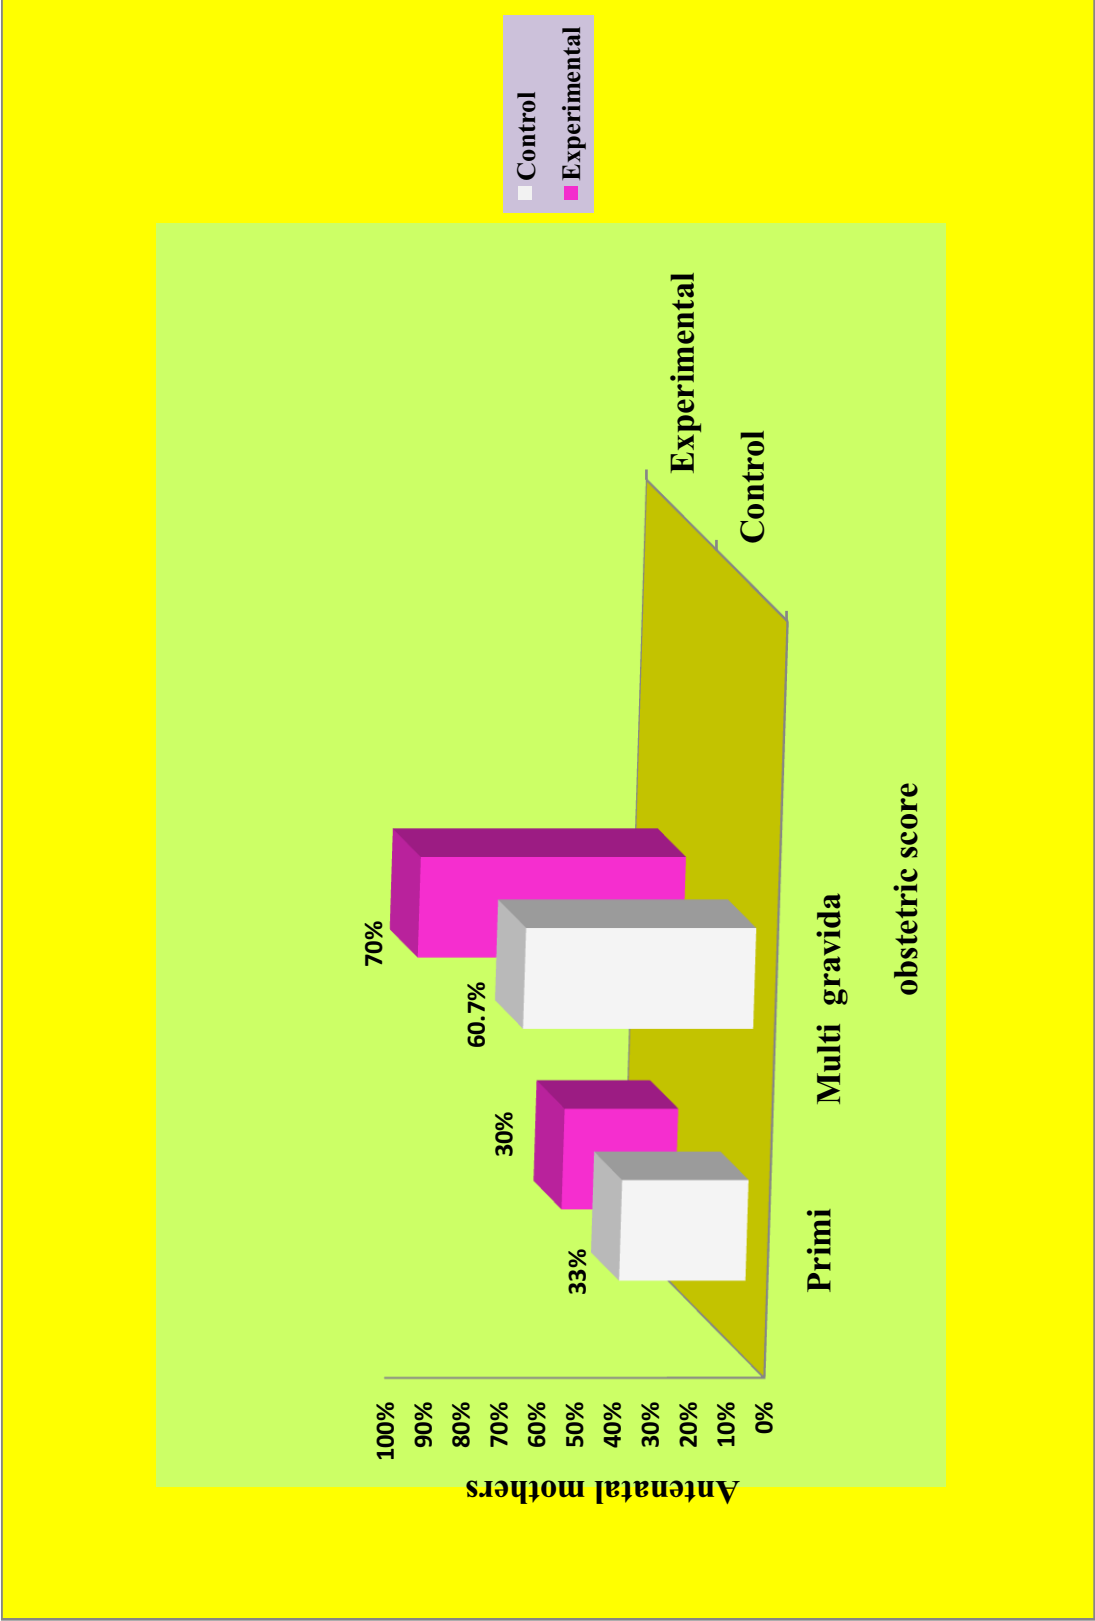 Control
Experimental
Antenatal mothers
100%
90%
80%
70%
60%
50%
40%
30%
20%
10%
0%
33%
30%
60.7%
70%
Primi
Multi gravida
Control
Experimental
obstetric score